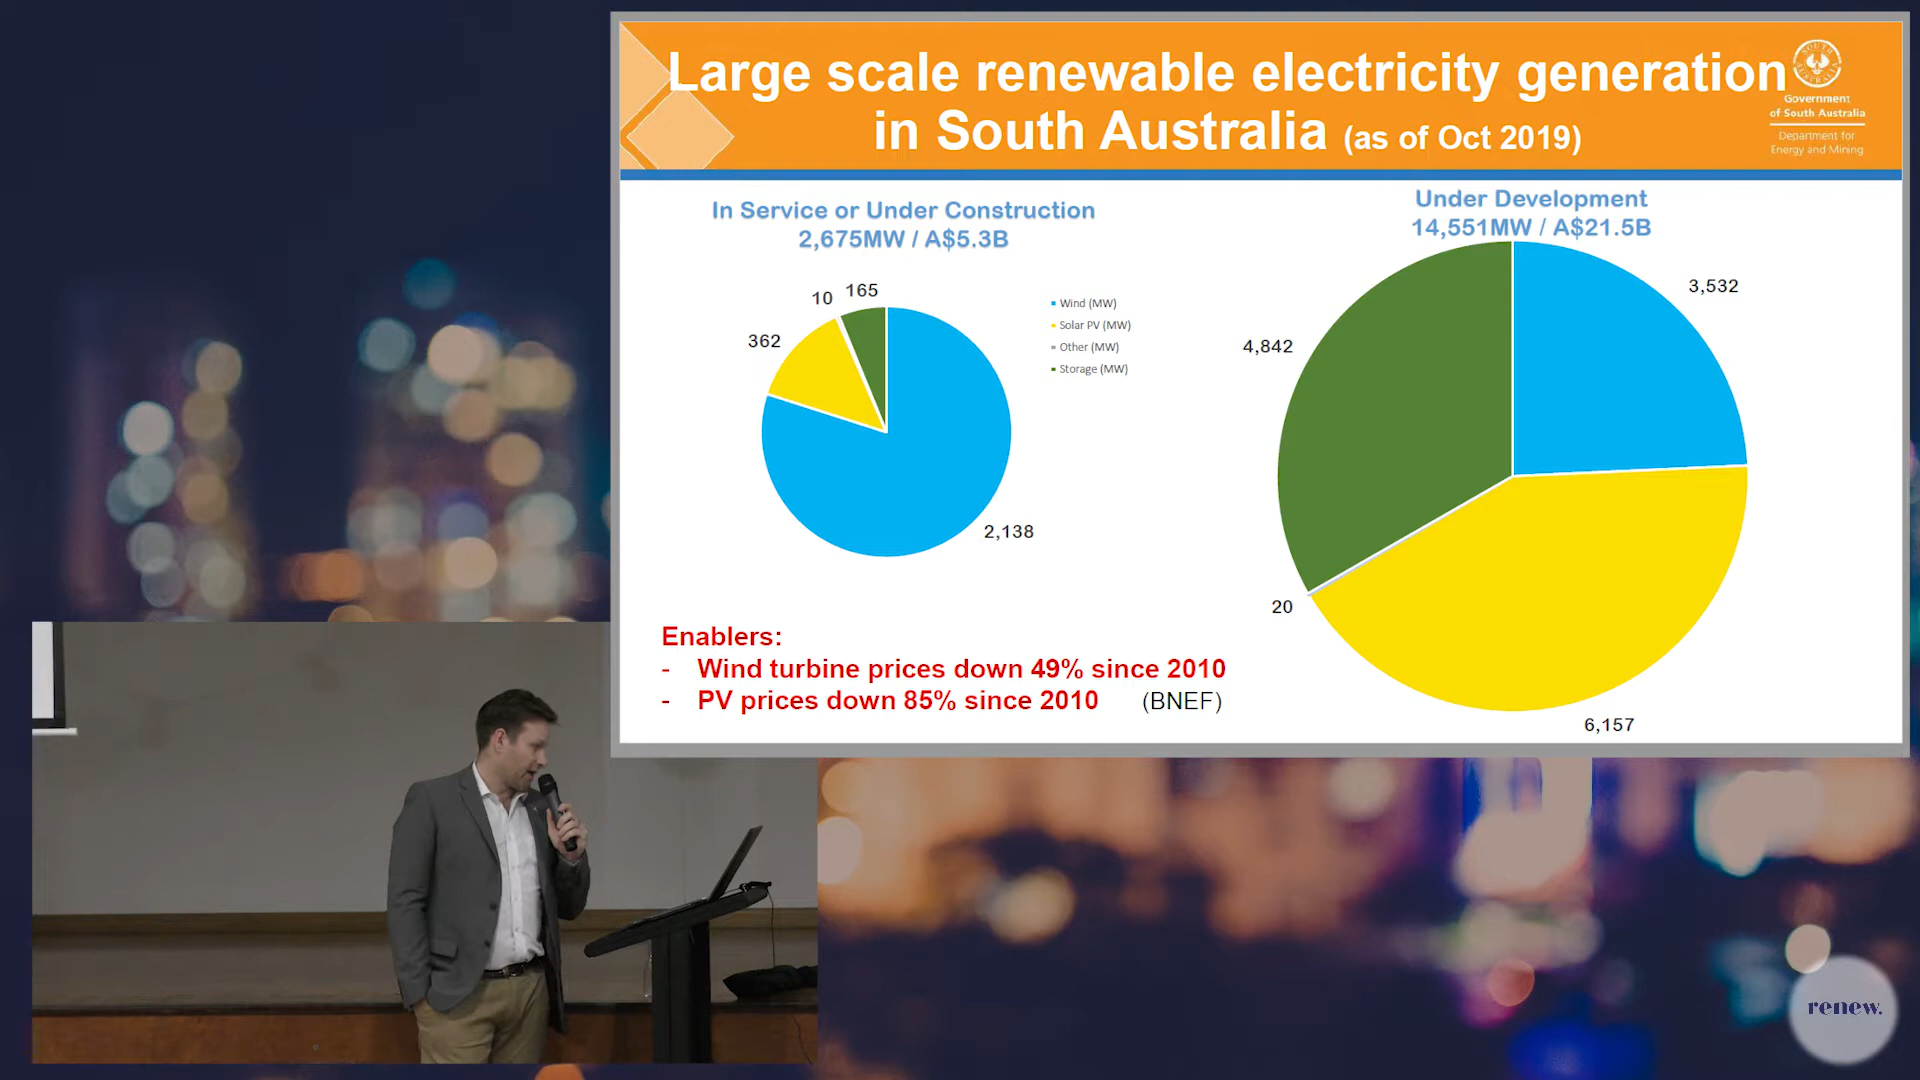 Large scale renewable electricity generation
in South Australia (as of Oct 2019)
SOUTH AUSTRALIA
Government
of South Australia
Department for
Energy and Mining
In Service or Under Construction
2,675MW / A$5.3B
10
165
362
2,138
Wind (MW)
Solar PV (MW)
Other (MW)
Storage (MW)
Under Development
14,551MW / A$21.5B
3,532
4,842
20
6,157
Enablers:
- Wind turbine prices down 49% since 2010
- PV prices down 85% since 2010 (BNEF)
renew.